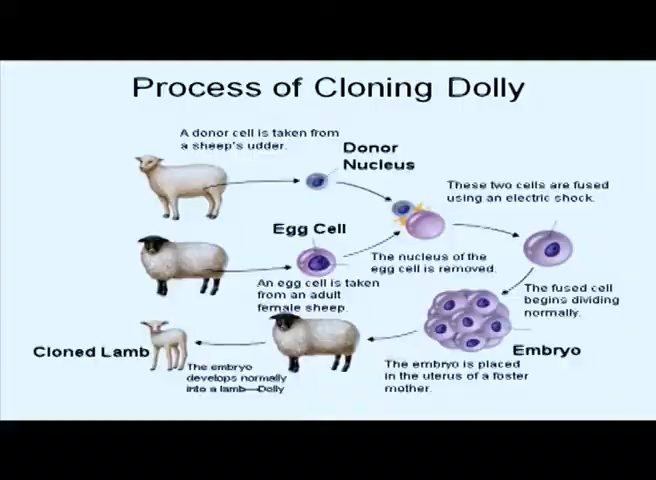 Process of Cloning Dolly
A donor cell is taken from
a sheep's udder.
Donor
Nucleus
These two cells are fused
using an electric shock.
Egg Cell
The nucleus of the
egg cell is removed.
An egg cell is taken
from an adult
female sheep.
The fused cell
begins dividing
normally.
Embryo
The embryo is placed
in the uterus of a foster
mother.
Cloned Lamb
The embryo
develops normally
into a lamb—Dolly